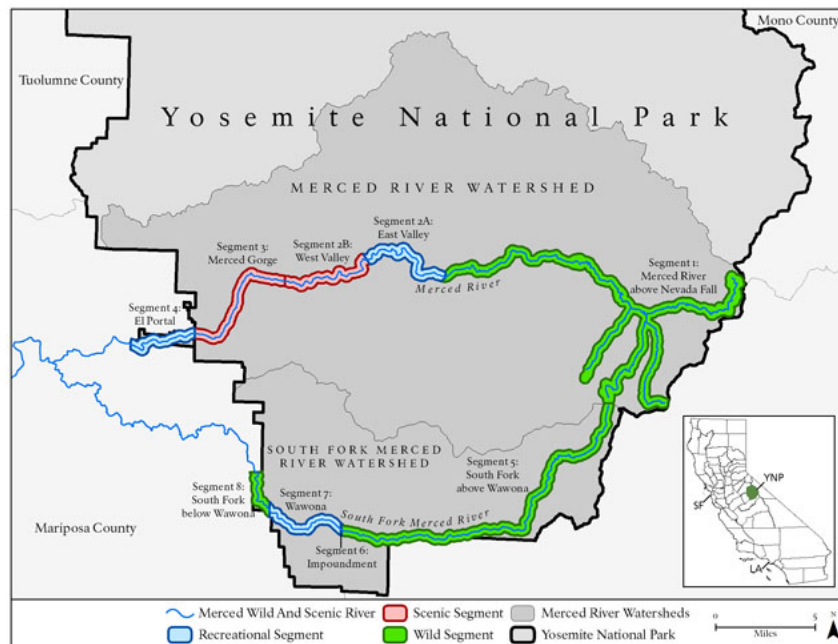 Mono County
Tuolumne County
Yosemite National Park
MERCED RIVER WATERSHED
Segment 2A:
East Valley
Segment 2B:
West Valley
Segment 3:
Merced Gorge
Segment 1:
Merced River
above Nevada Fall
Merced River
Segment 4:
El Portal
SOUTH FORK MERCED
RIVER WATERSHED
Segment 5:
South Fork
above Wawona
Segment 8:
South Fork
below Wawona
Segment 7:
Wawona
South Fork Merced River
Segment 6:
Impoundment
Mariposa County
YNP
SF
LA
Merced Wild And Scenic River
Scenic Segment
Merced River Watersheds
Recreational Segment
Wild Segment
Yosemite National Park
0 5
Miles
N